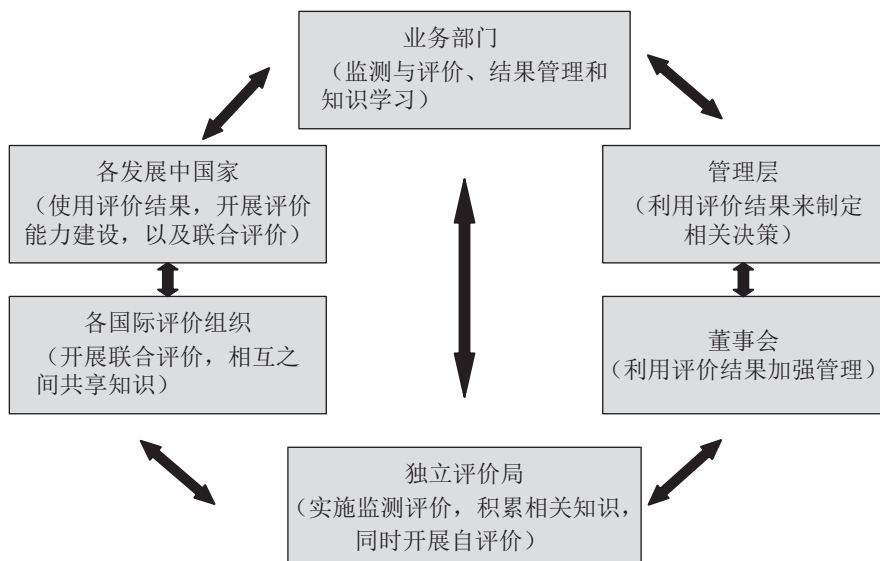 业务部门
（监测与评价、结果管理和
知识学习）
各发展中国家
（使用评价结果，开展评价
能力建设，以及联合评价）
管理层
（利用评价结果来制定
相关决策）
各国际评价组织
（开展联合评价，相互之
间共享知识）
董事会
（利用评价结果加强管理）
独立评价局
（实施监测评价，积累相关知识，
同时开展自评价）